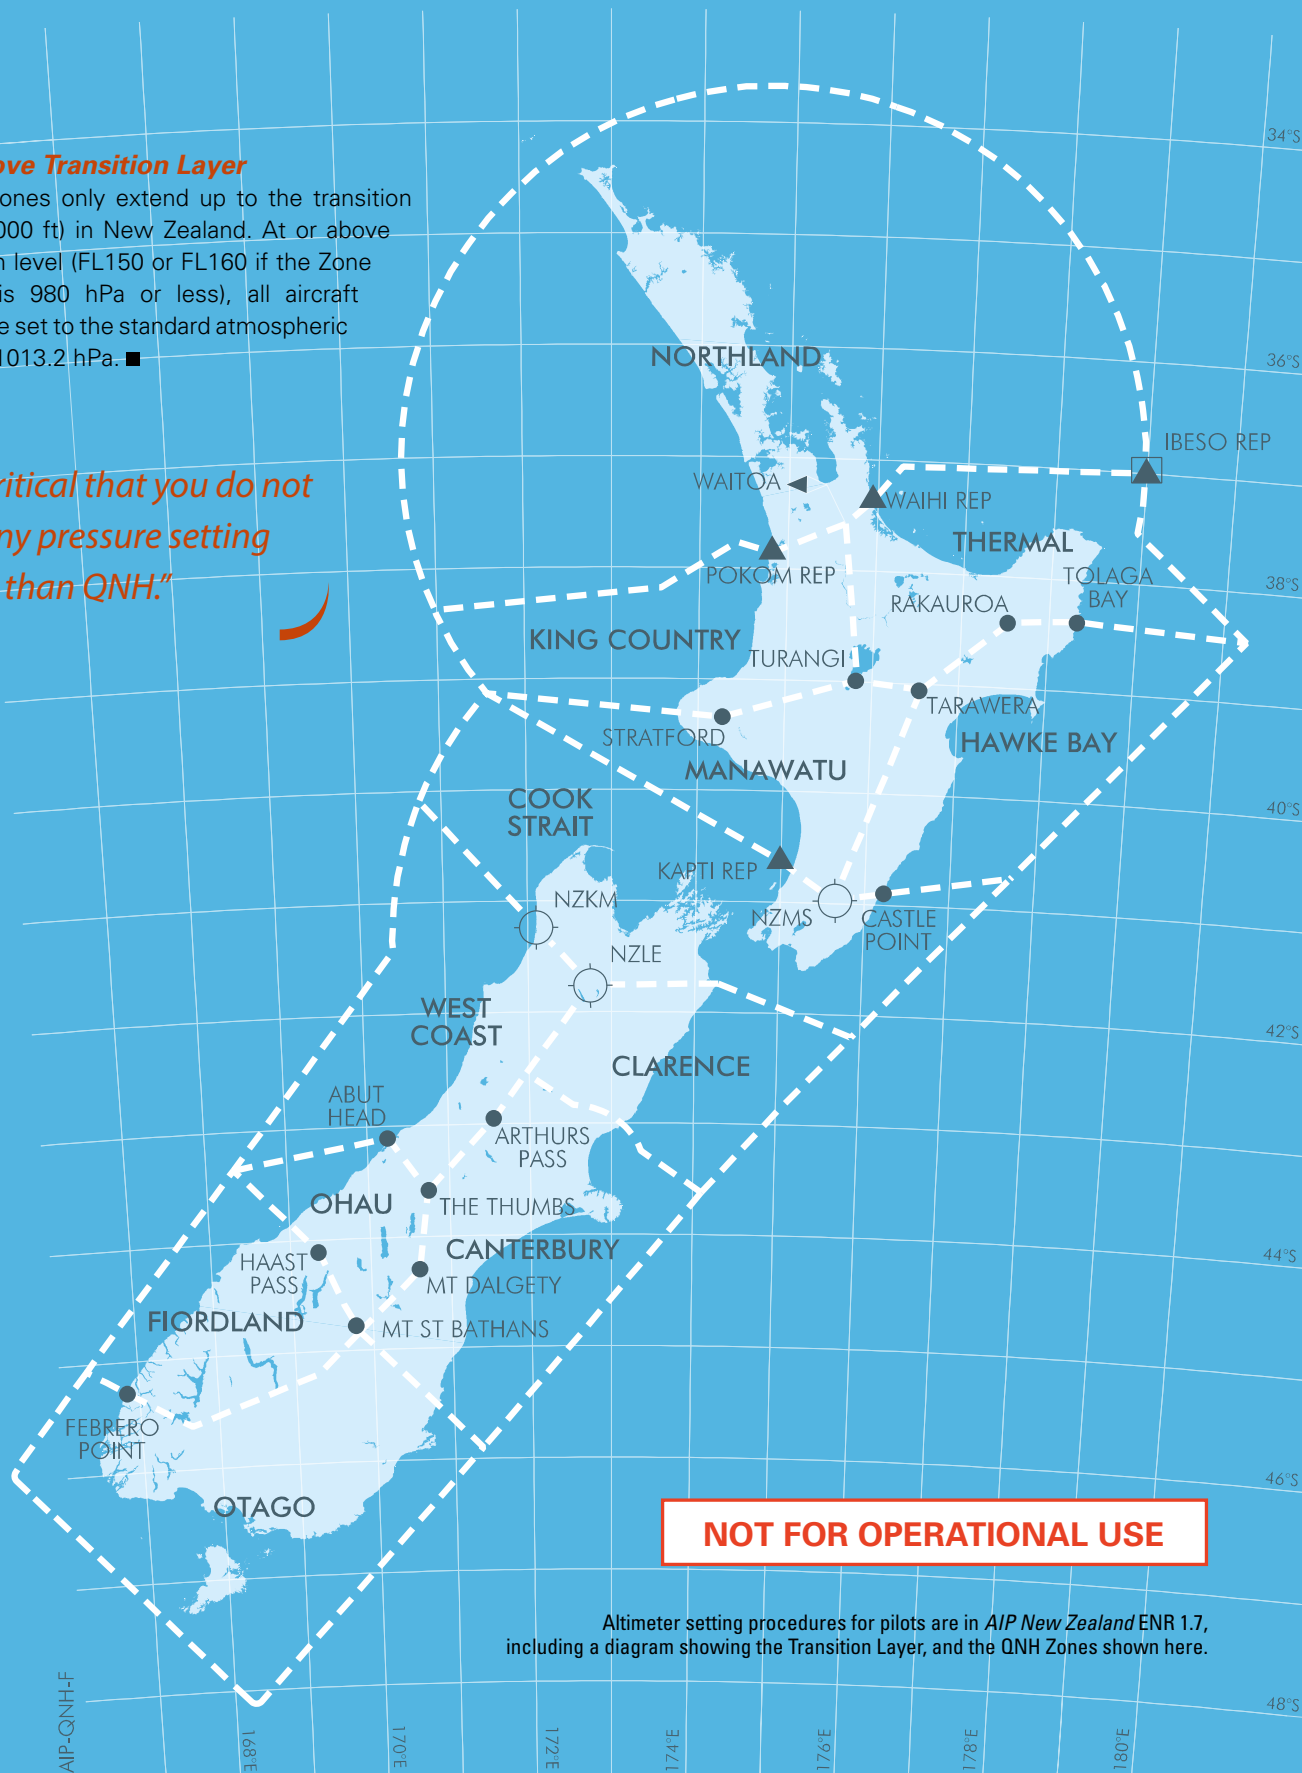 ove Transition Layer
ones only extend up to the transition
000 ft) in New Zealand. At or above
n level (FL150 or FL160 if the Zone
is 980 hPa or less), all aircraft
e set to the standard atmospheric
1013.2 hPa. ■
ritical that you do not
ny pressure setting
than QNH.”
34°S
NORTHLAND
36°S
IBESO REP
WAITOA
WAIHI REP
THERMAL
POKOM REP
TOLAGA
BAY
38°S
RAKAUROA
KING COUNTRY
TURANGI
TARAWERA
STRATFORD
HAWKE BAY
MANAWATU
COOK
STRAIT
40°S
KAPTI REP
NZKM
NZMS
CASTLE
POINT
NZLE
WEST
COAST
42°S
CLARENCE
ABUT
HEAD
ARTHURS
PASS
OHAU
THE THUMBS
CANTERBURY
44°S
HAAST
PASS
MT DALGETY
FIORDLAND
MT ST BATHANS
FEBRERO
POINT
46°S
OTAGO
NOT FOR OPERATIONAL USE
Altimeter setting procedures for pilots are in AIP New Zealand ENR 1.7,
including a diagram showing the Transition Layer, and the QNH Zones shown here.
48°S
AIP-QNH-F
168°E
170°E
172°E
174°E
176°E
178°E
180°E